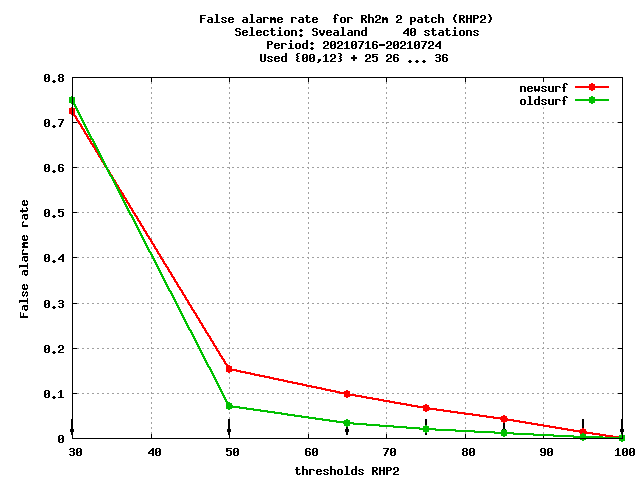 False alarme rate  for Rh2m 2 patch (RHP2)
Selection: Svealand     40 stations
Period: 20210716-20210724
Used {00,12} + 25 26 ... 36
newsurf
oldsurf
0.8
0.7
0.6
0.5
0.4
0.3
0.2
0.1
0
False alarme rate
30 40 50 60 70 80 90 100
thresholds RHP2